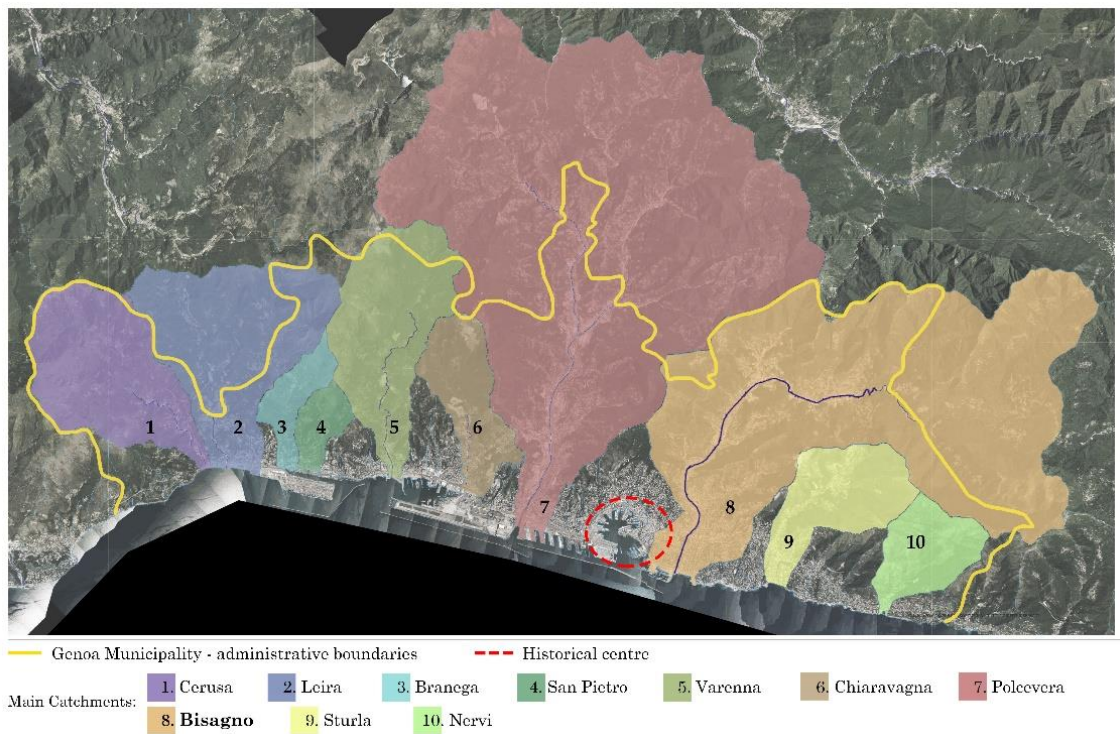 1
2
3
4
5
6
7
8
9
10
Genoa Municipality - administrative boundaries
Historical centre
Main Catchments:
1. Cerusa
2. Leira
3. Branega
4. San Pietro
5. Varenna
6. Chiaravagna
7. Polcevera
8. Bisagno
9. Sturla
10. Nervi